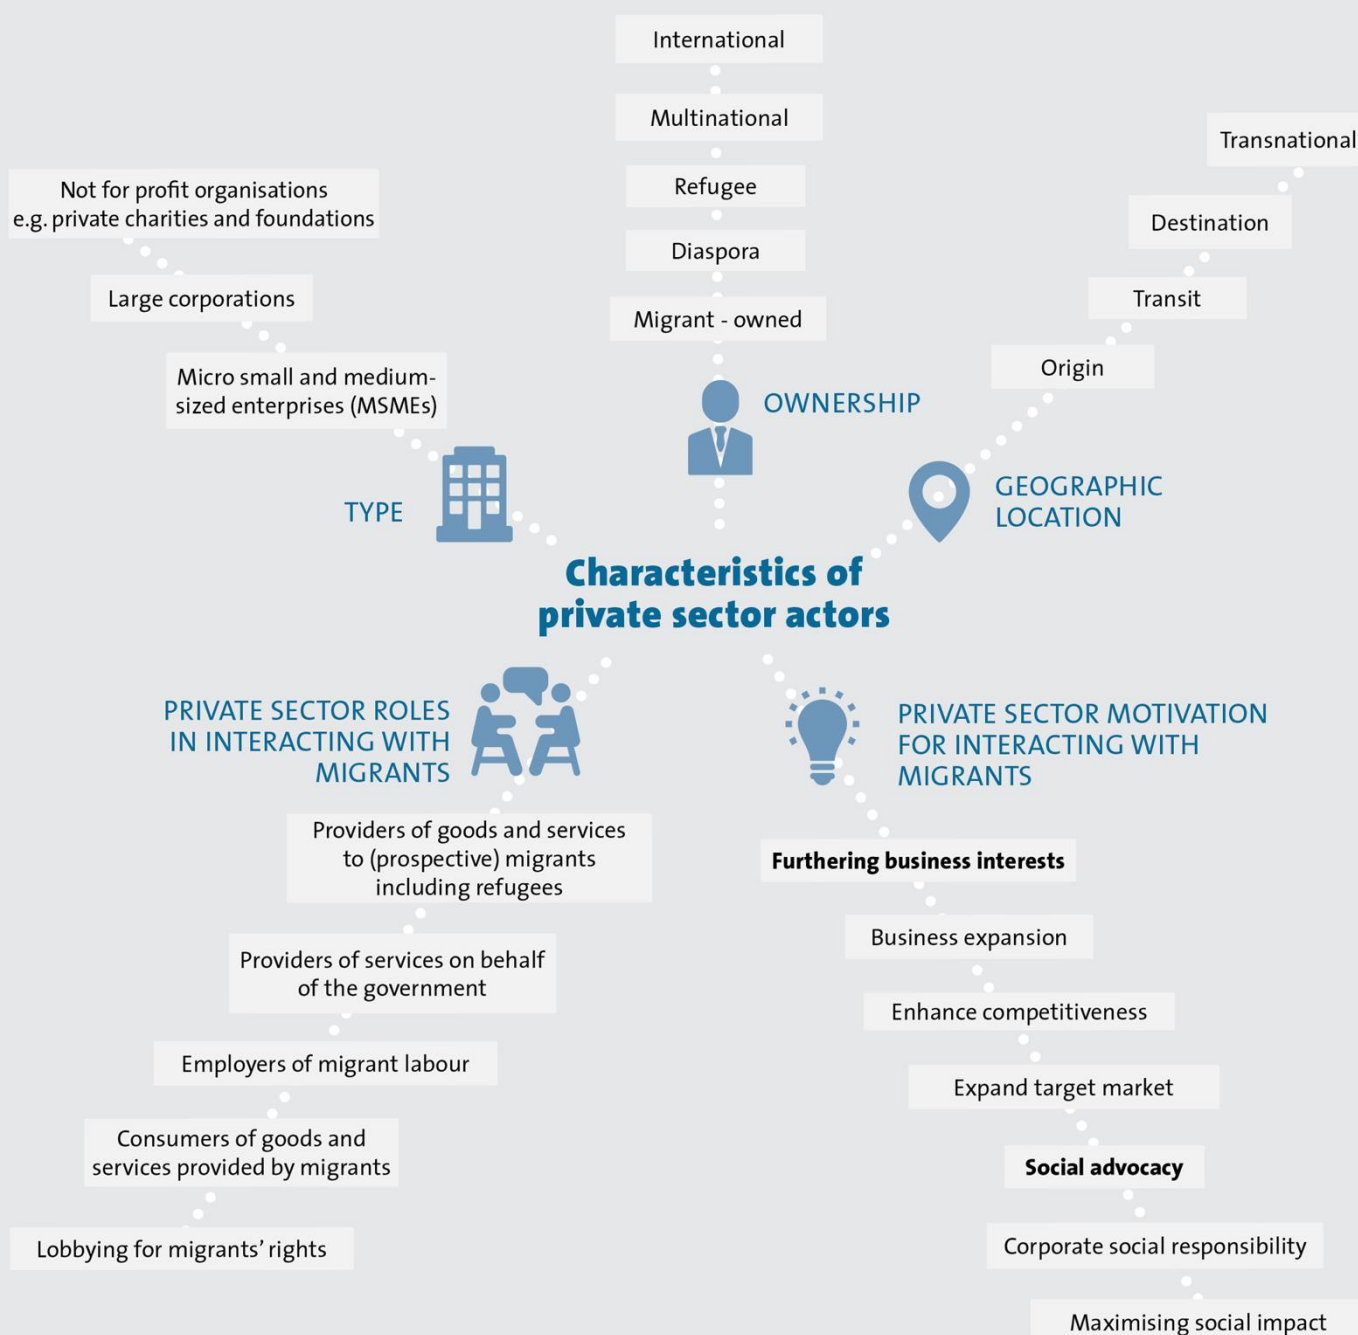 International
Multinational
Refugee
Diaspora
Migrant - owned
OWNERSHIP
Transnational
Destination
Transit
Origin
GEOGRAPHIC
LOCATION
Not for profit organisations
e.g. private charities and foundations
Large corporations
Micro small and medium-
sized enterprises (MSMEs)
TYPE
Characteristics of
private sector actors
PRIVATE SECTOR ROLES
IN INTERACTING WITH
MIGRANTS
Providers of goods and services
to (prospective) migrants
including refugees
Providers of services on behalf
of the government
Employers of migrant labour
Consumers of goods and
services provided by migrants
Lobbying for migrants’ rights
PRIVATE SECTOR MOTIVATION
FOR INTERACTING WITH
MIGRANTS
Furthering business interests
Business expansion
Enhance competitiveness
Expand target market
Social advocacy
Corporate social responsibility
Maximising social impact